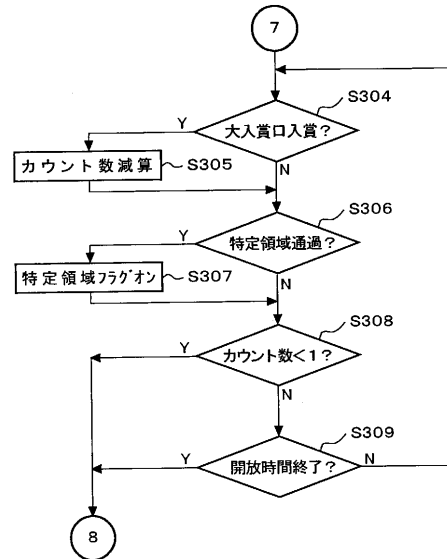 7
S304
大入賞口入賞?
Y
N
カウント数減算
S305
S306
特定領域通過?
Y
N
特定領域フラグオン
S307
S308
カウント数<1?
Y
N
S309
開放時間終了?
Y
N
8